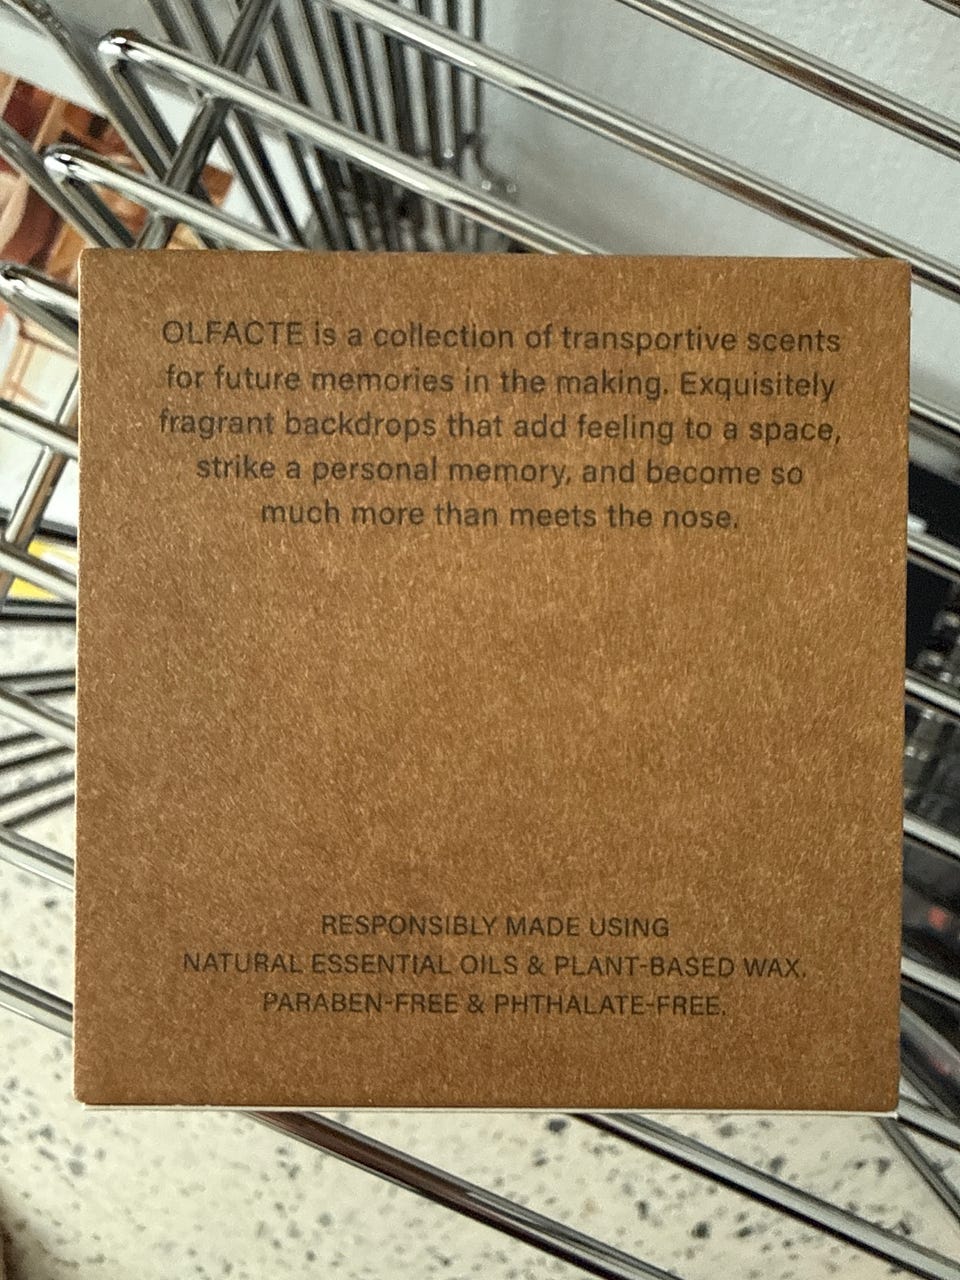 OLFACTE is a collection of transportive scents
for future memories in the making. Exquisitely
fragrant backdrops that add feeling to a space,
strike a personal memory, and become so
much more than meets the nose.
RESPONSIBLY MADE USING
NATURAL ESSENTIAL OILS & PLANT-BASED WAX.
PARABEN-FREE & PHTHALATE-FREE.